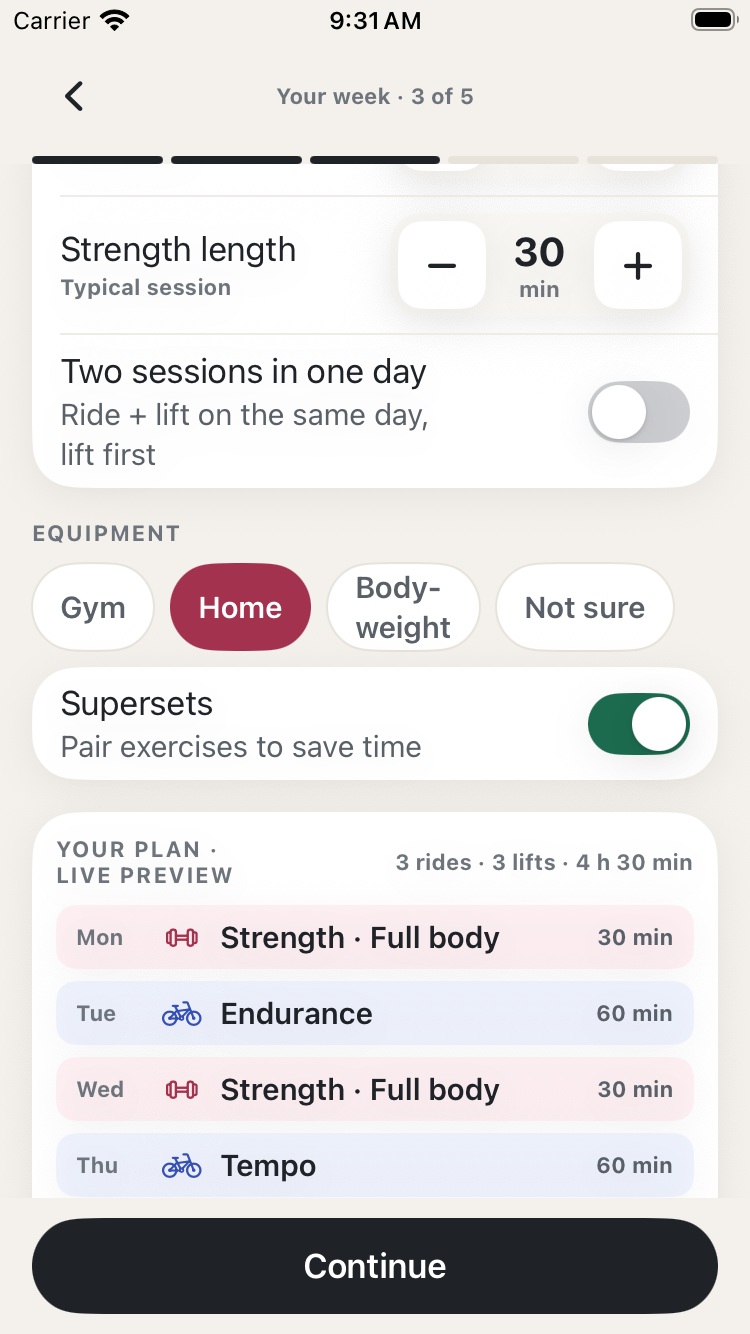 Carrier 9:31 AM
Your week · 3 of 5
Strength length
Typical session
30
min
Two sessions in one day
Ride + lift on the same day,
lift first
EQUIPMENT
Gym
Home
Body-
weight
Not sure
Supersets
Pair exercises to save time
YOUR PLAN ·
LIVE PREVIEW
3 rides · 3 lifts · 4 h 30 min
Mon Strength · Full body 30 min
Tue Endurance 60 min
Wed Strength · Full body 30 min
Thu Tempo 60 min
Continue